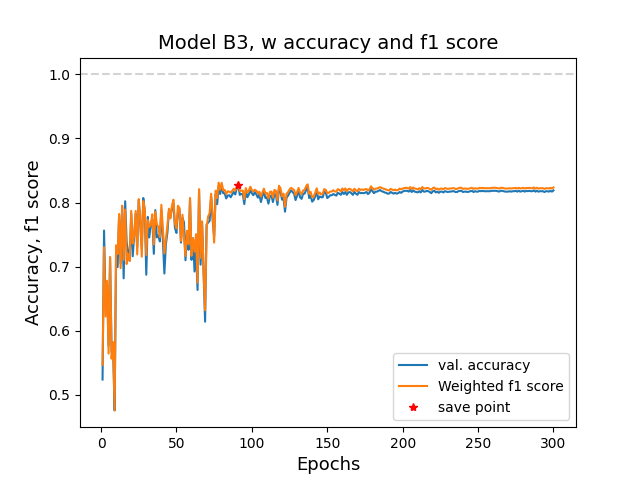 Model B3, w accuracy and f1 score
Accuracy, f1 score
1.0
0.9
0.8
0.7
0.6
0.5
0
50
100
150
200
250
300
Epochs
val. accuracy
Weighted f1 score
save point